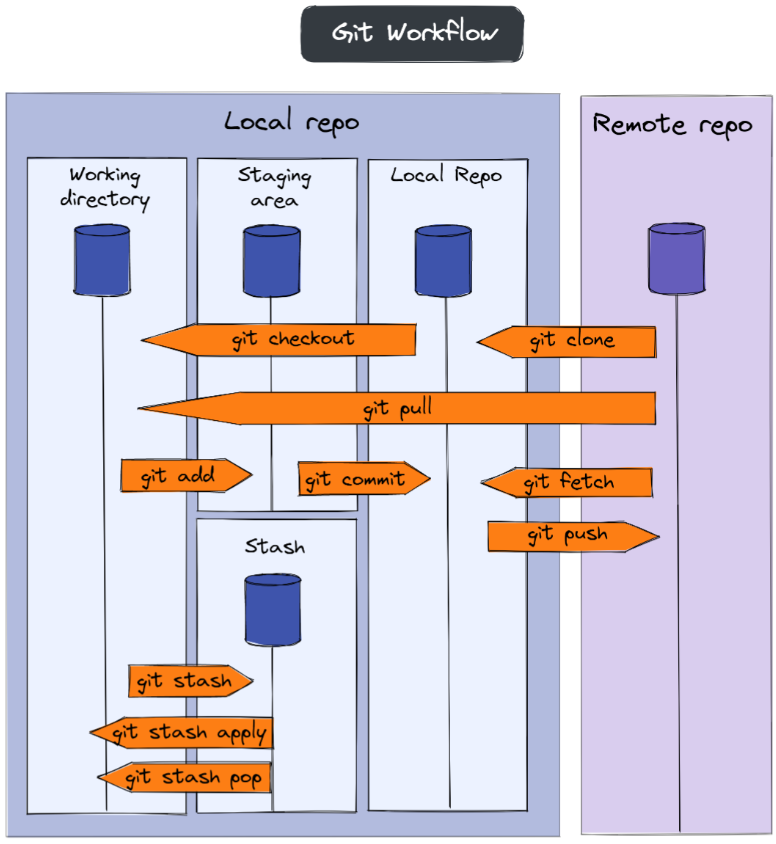 Git Workflow
Local repo
Remote repo
Working
directory
Staging
area
Local Repo
git checkout
git clone
git pull
git add
git commit
git fetch
git push
Stash
git stash
git stash apply
git stash pop